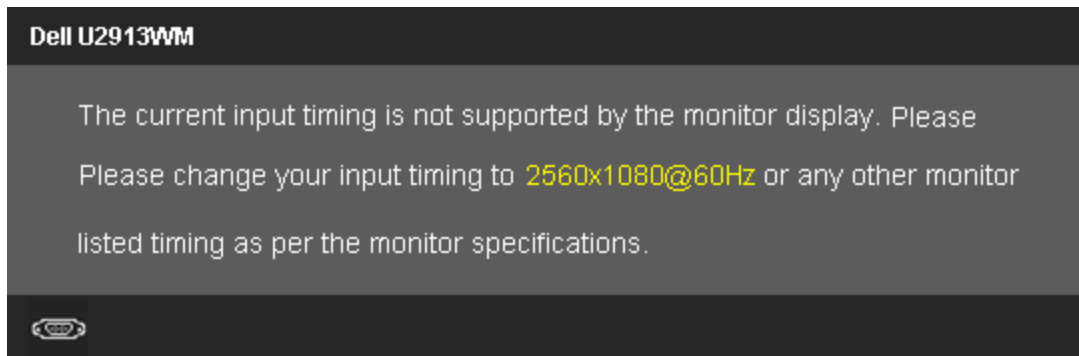 Dell U2913WM
The current input timing is not supported by the monitor display. Please
Please change your input timing to 2560x1080@60Hz or any other monitor
listed timing as per the monitor specifications.